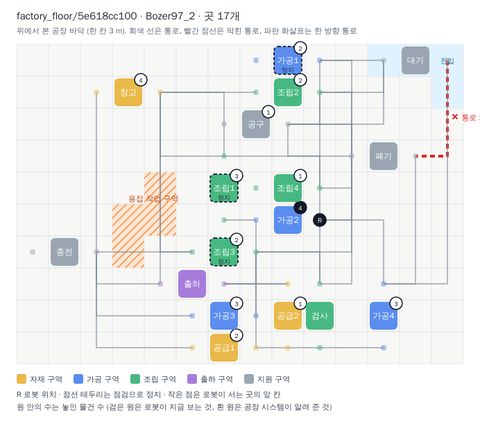 factory_floor/5e618cc100 · Bozer97_2 · 곳 17개
위에서 본 공장 바닥 (한 칸 3 m). 회색 선은 통로, 빨간 점선은 막힌 통로, 파란 화살표는 한 방향 통로
2
가공1
정지
대기
진입
4
창고
2
조립2
1
공구
✕ 통로
폐기
3
조립1
정지
1
조립4
용접 작업 구역
4
가공2
R
2
조립3
정지
충전
출하
3
가공3
1
공급2
검사
3
가공4
2
공급1
자재 구역
가공 구역
조립 구역
출하 구역
지원 구역
R 로봇 위치 · 점선 테두리는 점검으로 정지 · 작은 점은 로봇이 서는 곳의 앞 칸
원 안의 수는 놓인 물건 수 (검은 원은 로봇이 지금 보는 것, 흰 원은 공장 시스템이 알려 준 것)